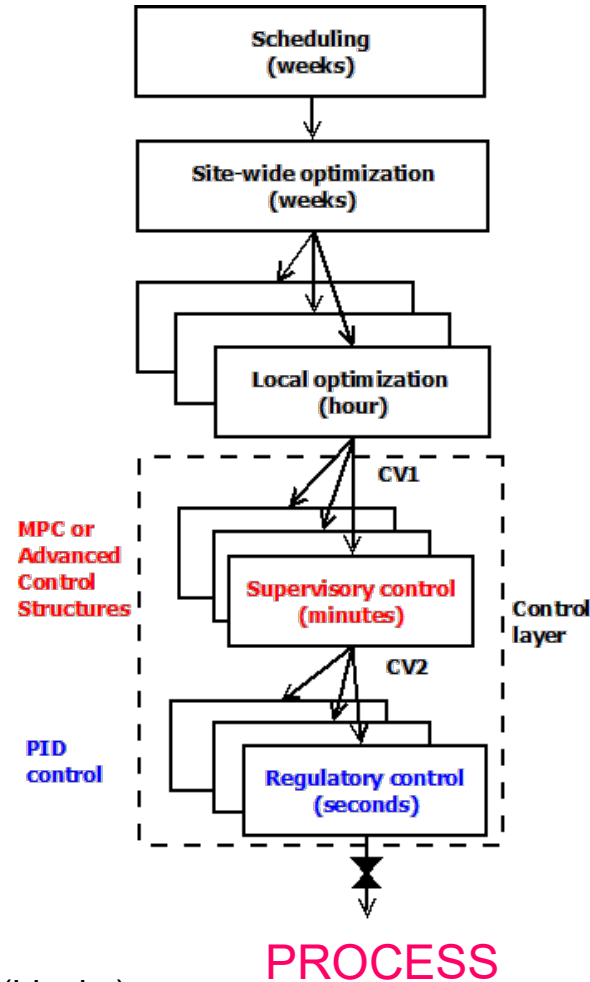 Scheduling
(weeks)
Site-wide optimization
(weeks)
Local optimization
(hour)
CV1
MPC or
Advanced
Control
Structures
Supervisory control
(minutes)
Control
layer
CV2
PID
control
Regulatory control
(seconds)
PROCESS